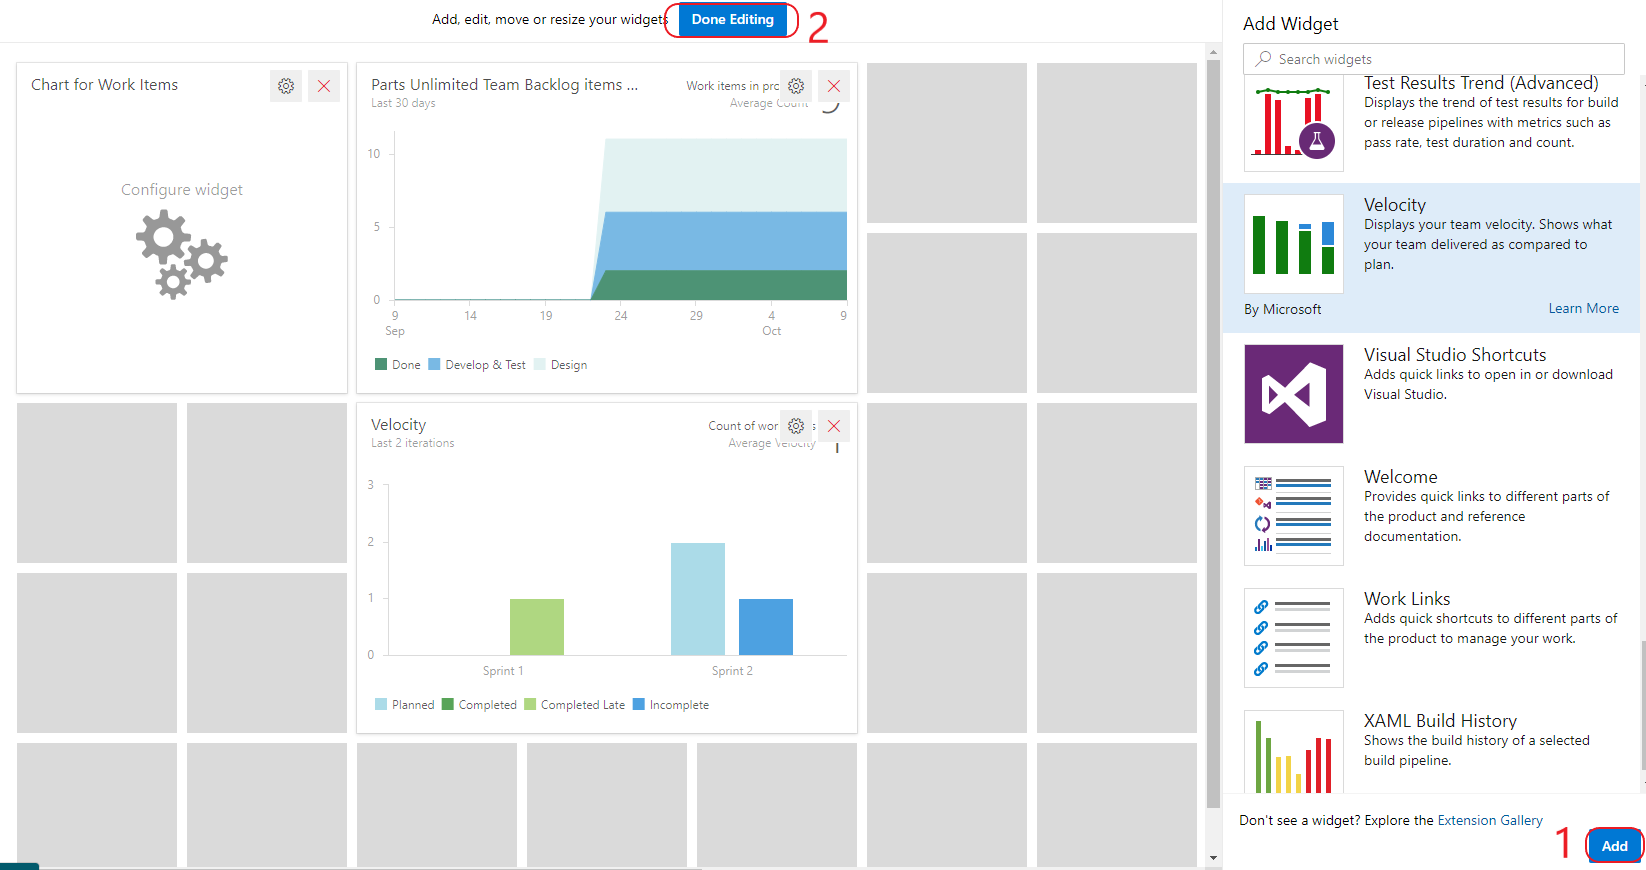 Add, edit, move or resize your widgets
Done Editing
2
Add Widget
Search widgets
Chart for Work Items
Configure widget
Parts Unlimited Team Backlog items ...
Last 30 days
Work items in pro
Average Count
10
5
0
9
14
19
24
29
4
9
Sep
Oct
Done
Develop & Test
Design
Velocity
Last 2 iterations
Count of wor
Average Velocity
3
2
1
0
Sprint 1
Sprint 2
Planned
Completed
Completed Late
Incomplete
Test Results Trend (Advanced)
Displays the trend of test results for build
or release pipelines with metrics such as
pass rate, test duration and count.
Velocity
Displays your team velocity. Shows what
your team delivered as compared to
plan.
By Microsoft
Learn More
Visual Studio Shortcuts
Adds quick links to open in or download
Visual Studio.
Welcome
Provides quick links to different parts of
the product and reference
documentation.
Work Links
Adds quick shortcuts to different parts of
the product to manage your work.
XAML Build History
Shows the build history of a selected
build pipeline.
Don't see a widget? Explore the Extension Gallery
1
Add